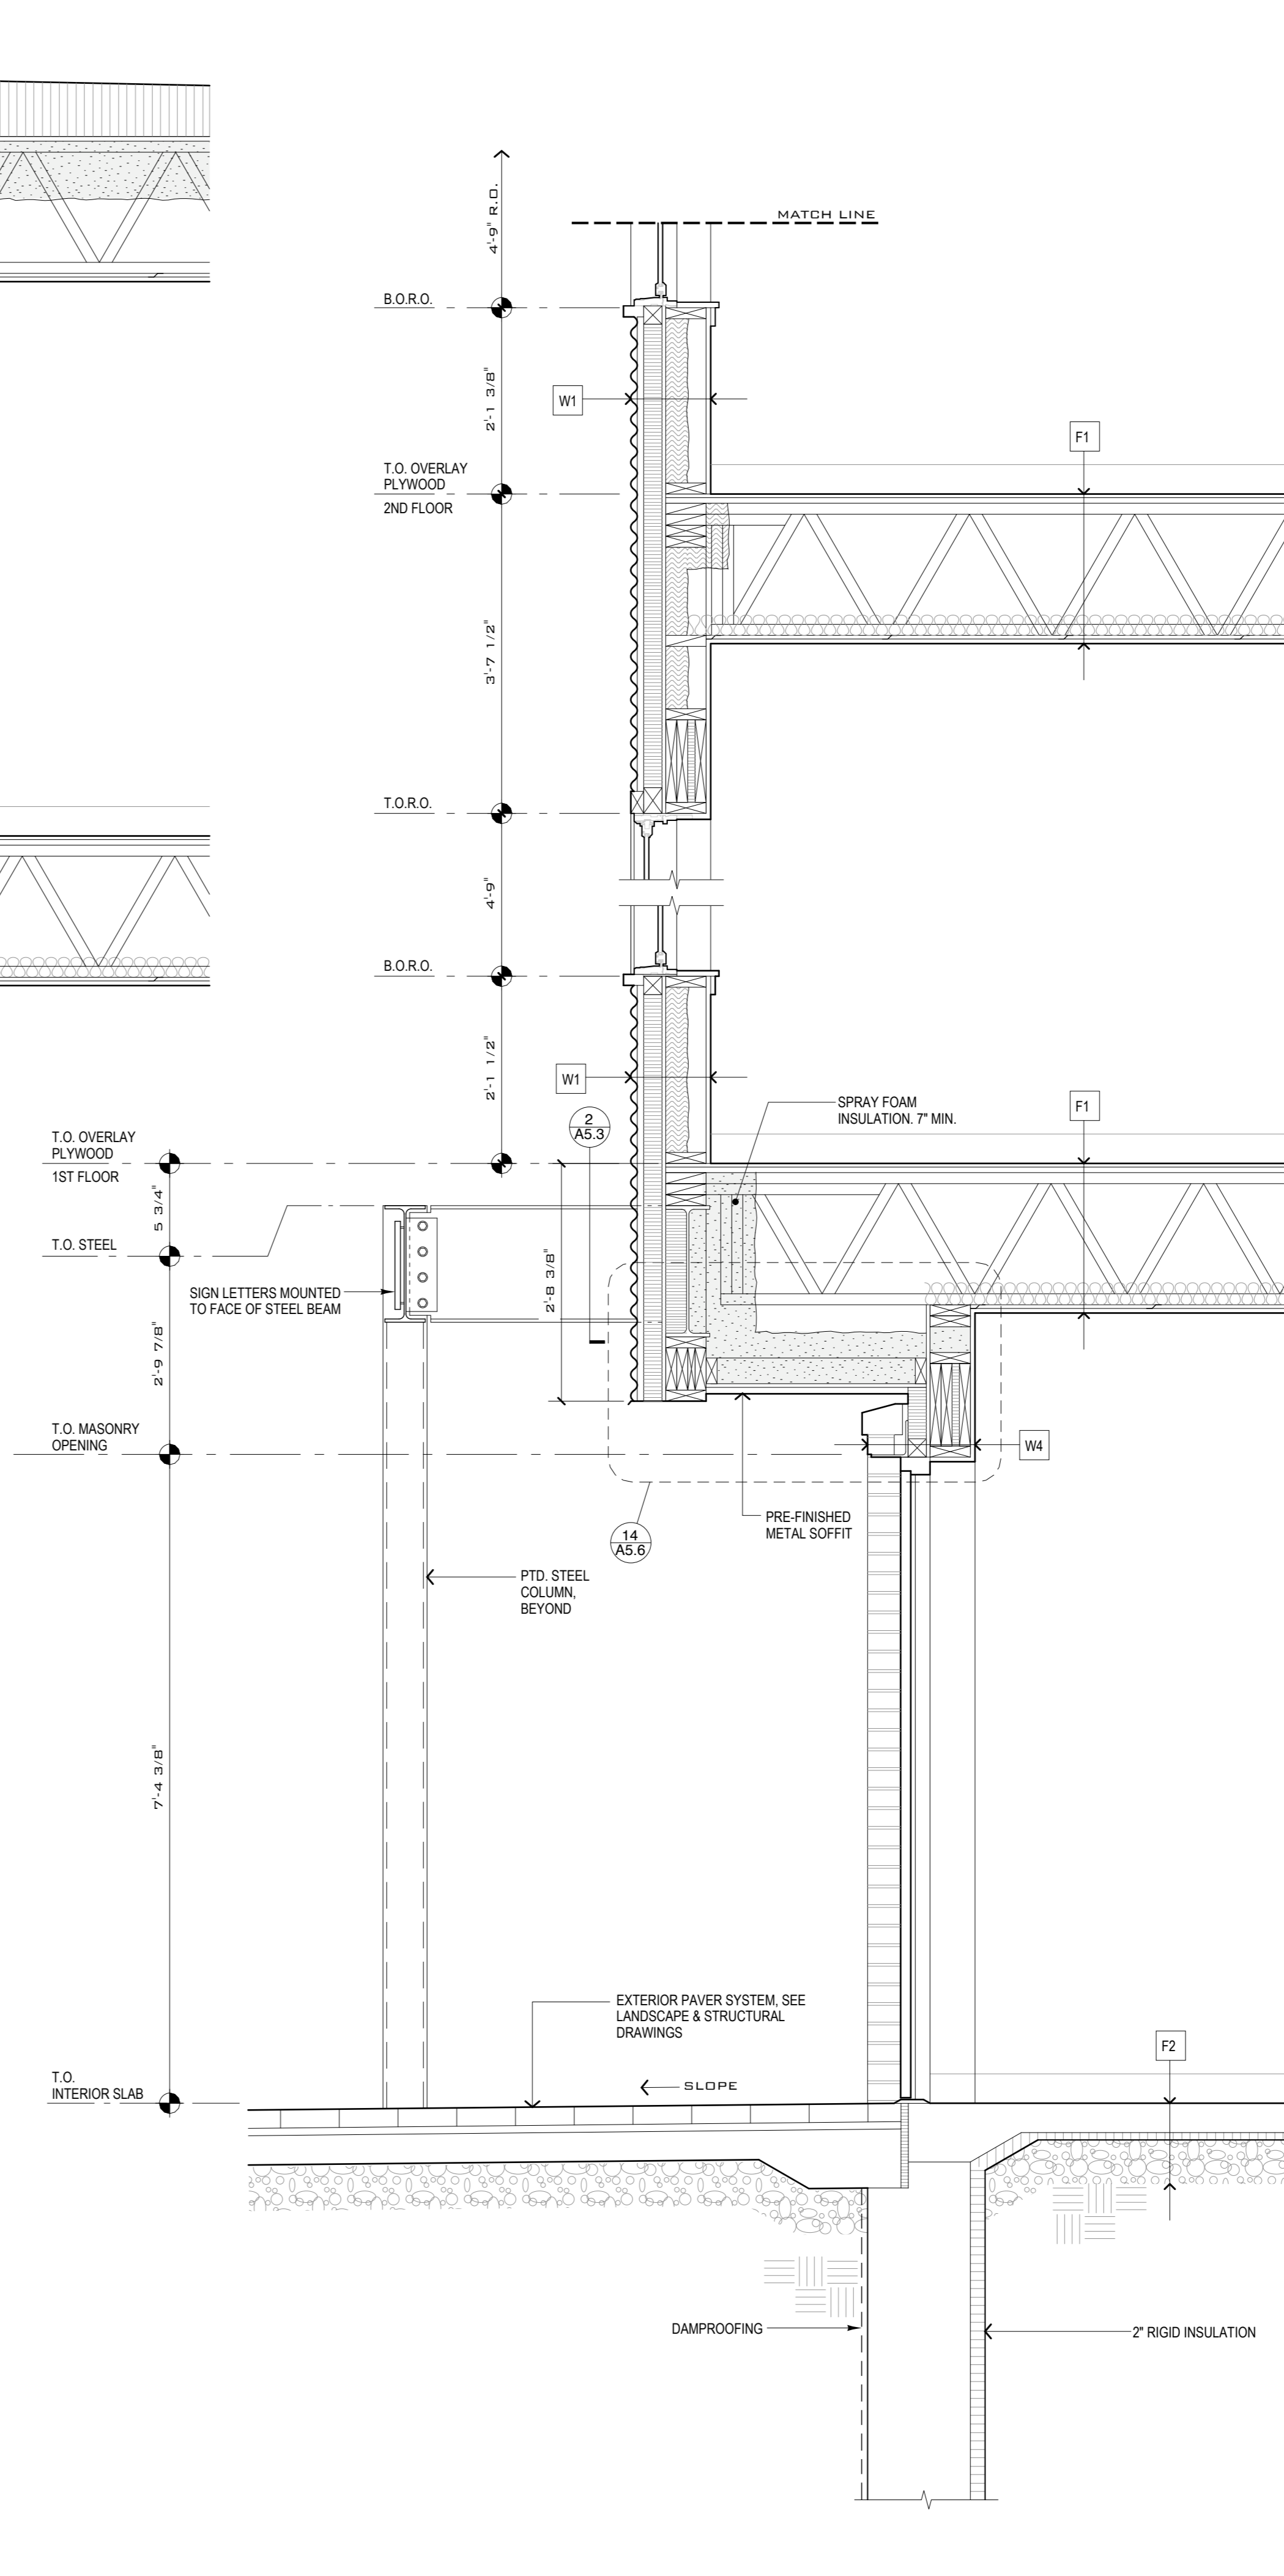 4'-9" R.O.
MATCH LINE
B.O.R.O.
2'-1 3/8"
W1
F1
T.O. OVERLAY
PLYWOOD
2ND FLOOR
3'-7 1/2"
T.O.R.O.
4'-9"
B.O.R.O.
2'-1 1/2"
W1
SPRAY FOAM
INSULATION. 7" MIN.
F1
2
A5.3
T.O. OVERLAY
PLYWOOD
1ST FLOOR
5 3/4"
T.O. STEEL
SIGN LETTERS MOUNTED
TO FACE OF STEEL BEAM
2'-8 3/8"
2'-9 7/8"
T.O. MASONRY
OPENING
W4
PRE-FINISHED
METAL SOFFIT
14
A5.6
PTD. STEEL
COLUMN,
BEYOND
7'-4 3/8"
EXTERIOR PAVER SYSTEM, SEE
LANDSCAPE & STRUCTURAL
DRAWINGS
F2
T.O.
INTERIOR SLAB
SLOPE
DAMPROOFING
2" RIGID INSULATION